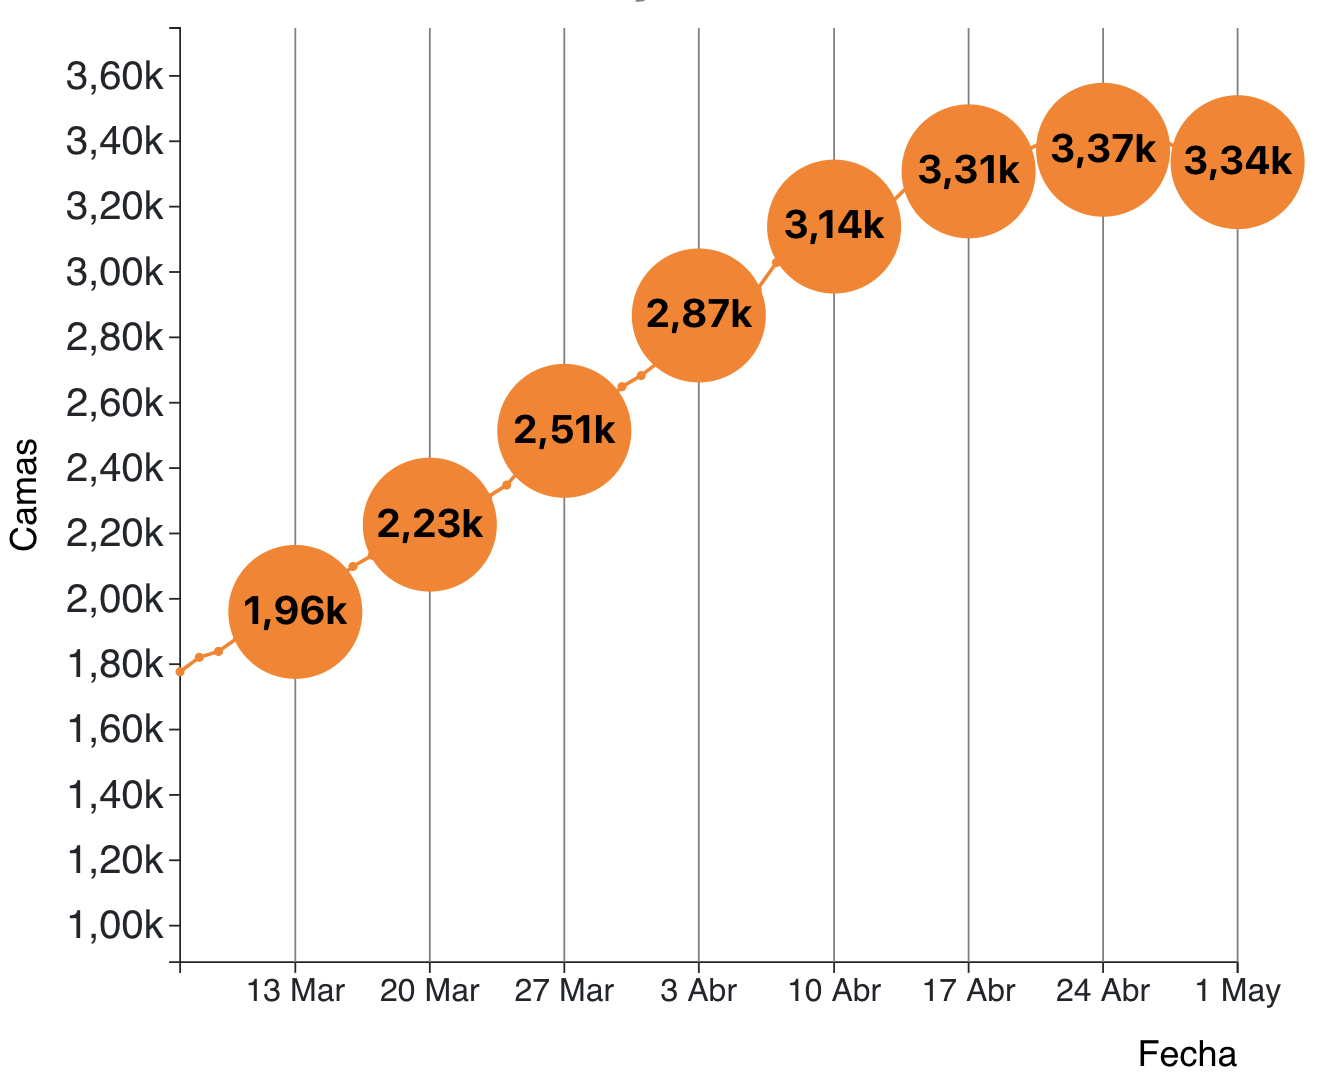 3,60k
3,40k
3,20k
3,00k
2,80k
2,60k
2,40k
2,20k
2,00k
1,80k
1,60k
1,40k
1,20k
1,00k
Camas
1,96k
2,23k
2,51k
2,87k
3,14k
3,31k
3,37k
3,34k
13 Mar 20 Mar 27 Mar 3 Abr 10 Abr 17 Abr 24 Abr 1 May
Fecha